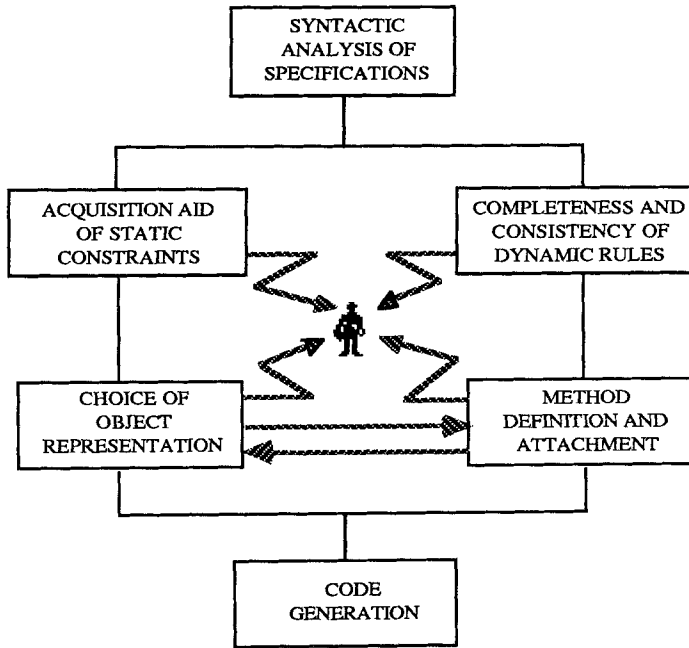 SYNTACTIC
ANALYSIS OF
SPECIFICATIONS
ACQUISITION AID
OF STATIC
CONSTRAINTS
COMPLETENESS AND
CONSISTENCY OF
DYNAMIC RULES
CHOICE OF
OBJECT
REPRESENTATION
METHOD
DEFINITION AND
ATTACHMENT
CODE
GENERATION